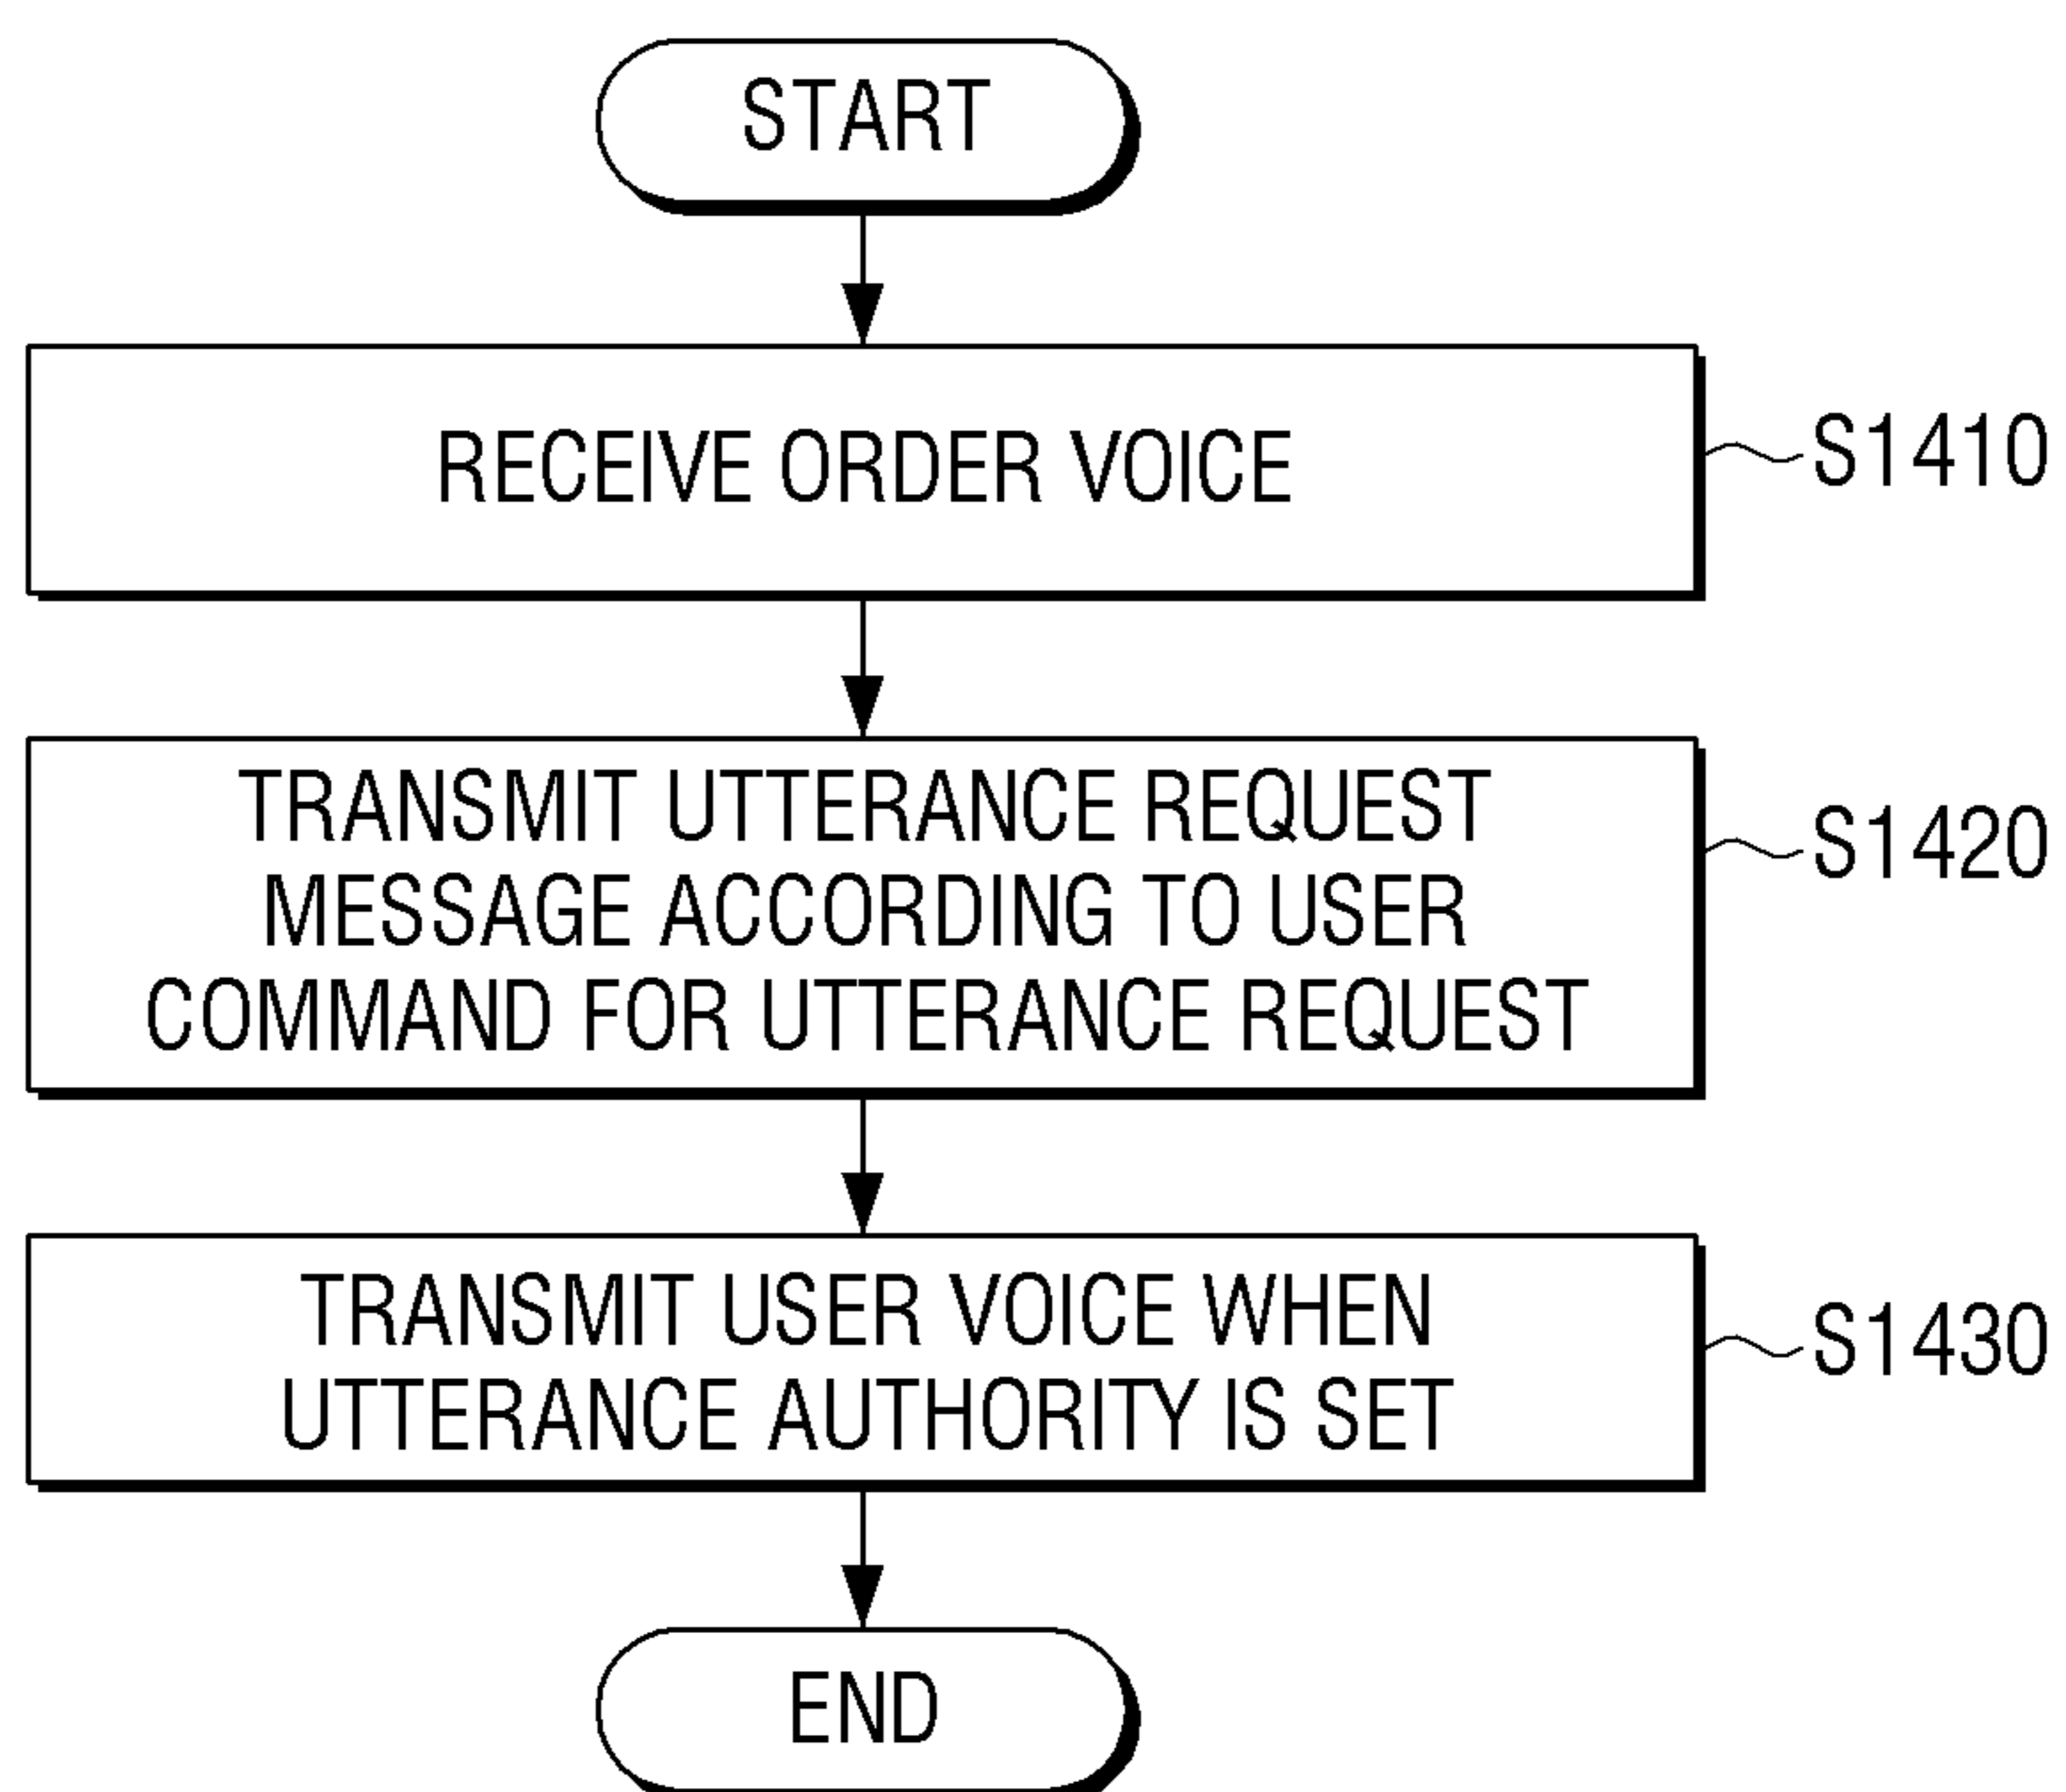 START
RECEIVE ORDER VOICE
S1410
TRANSMIT UTTERANCE REQUEST
MESSAGE ACCORDING TO USER
COMMAND FOR UTTERANCE REQUEST
S1420
TRANSMIT USER VOICE WHEN
UTTERANCE AUTHORITY IS SET
S1430
END